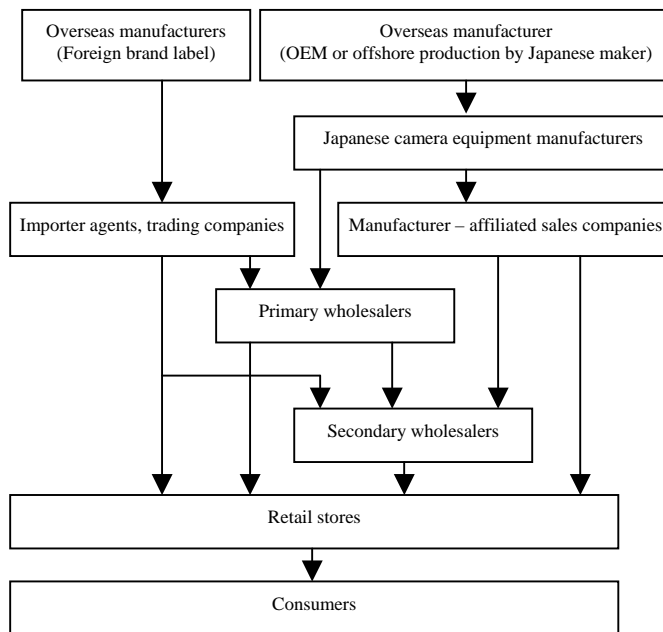 Overseas manufacturers
(Foreign brand label)
Overseas manufacturer
(OEM or offshore production by Japanese maker)
Japanese camera equipment manufacturers
Importer agents, trading companies
Manufacturer – affiliated sales companies
Primary wholesalers
Secondary wholesalers
Retail stores
Consumers